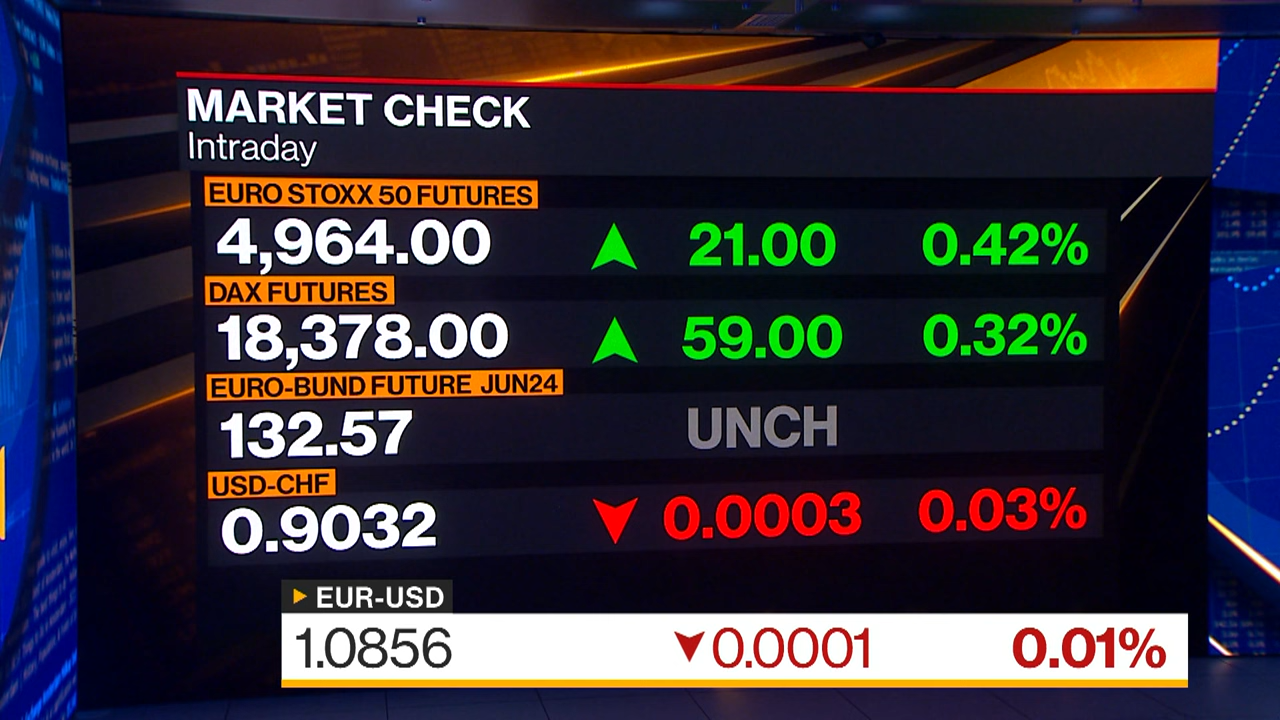 MARKET CHECK
Intraday
EURO STOXX 50 FUTURES
4,964.00 ▲ 21.00 0.42%
DAX FUTURES
18,378.00 ▲ 59.00 0.32%
EURO-BUND FUTURE JUN24
132.57 UNCH
USD-CHF
0.9032 ▼ 0.0003 0.03%
EUR-USD
1.0856 ▼0.0001 0.01%